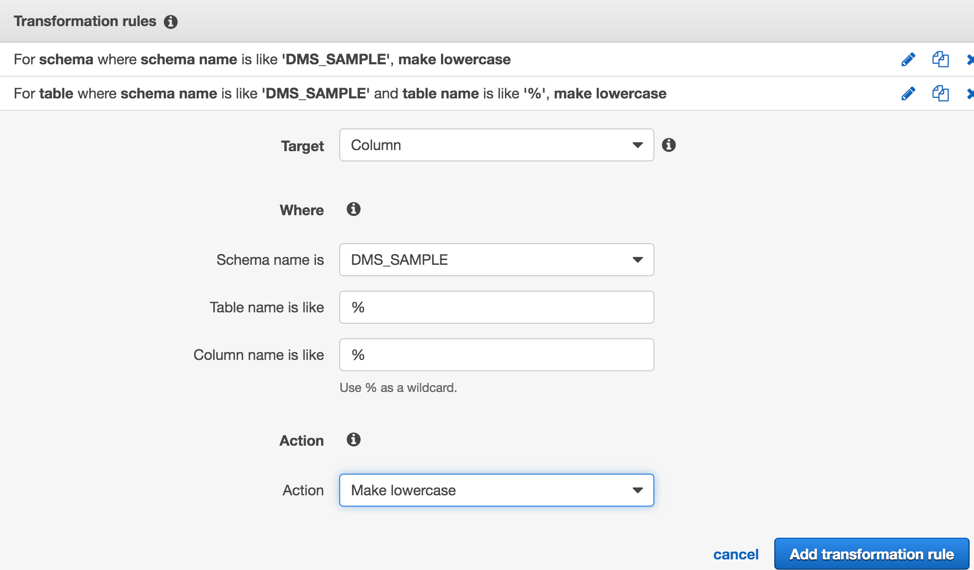 Transformation rules
For schema where schema name is like 'DMS_SAMPLE', make lowercase
For table where schema name is like 'DMS_SAMPLE' and table name is like '%', make lowercase
Target Column
Where
Schema name is DMS_SAMPLE
Table name is like %
Column name is like %
Use % as a wildcard.
Action
Action Make lowercase
cancel Add transformation rule